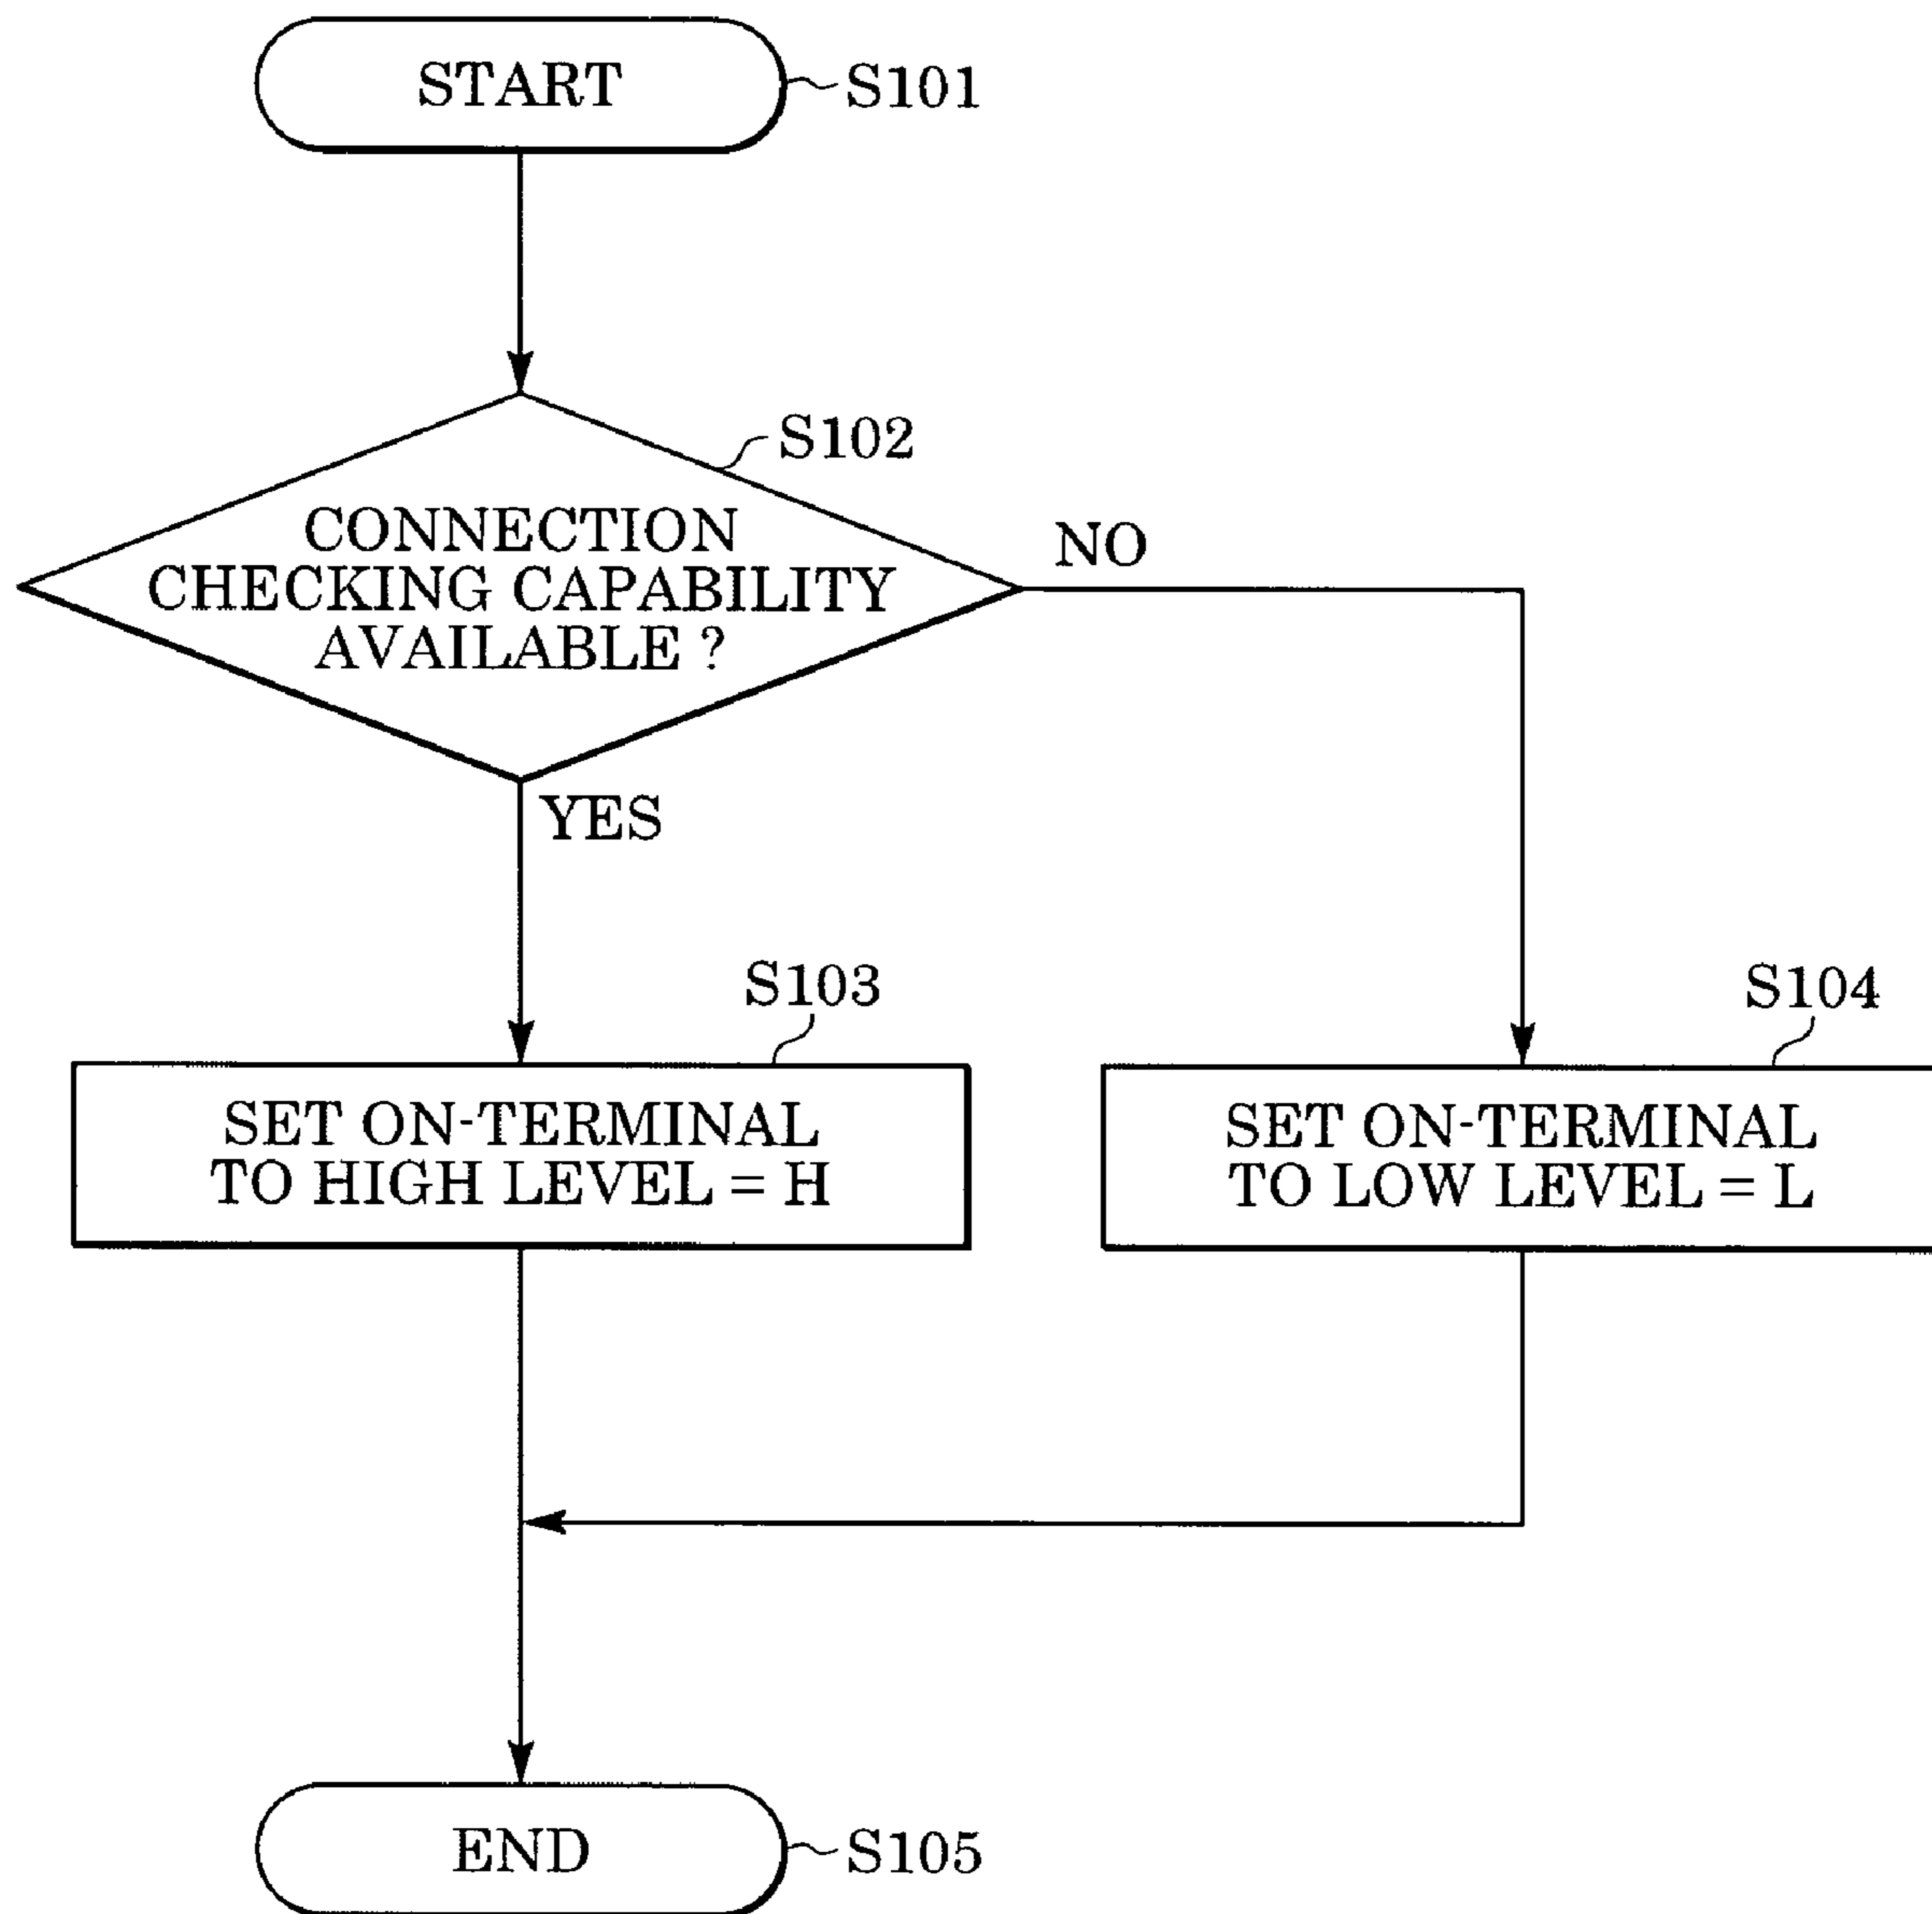 START
S101
S102
CONNECTION
CHECKING CAPABILITY
AVAILABLE ?
NO
YES
S103
SET ON-TERMINAL
TO HIGH LEVEL = H
S104
SET ON-TERMINAL
TO LOW LEVEL = L
END
S105